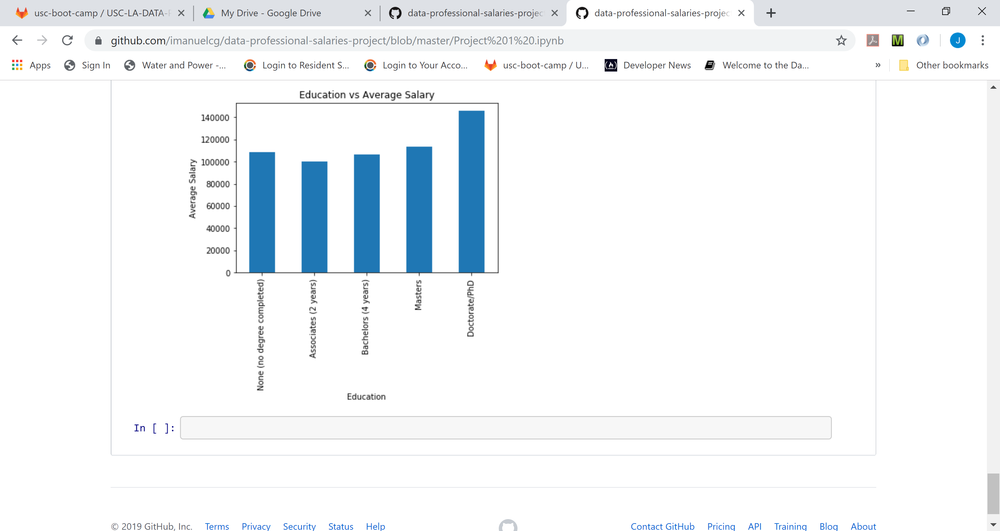 usc-boot-camp / USC-LA-DATA-
My Drive - Google Drive
data-professional-salaries-projec
data-professional-salaries-projec
github.com/imanuelcg/data-professional-salaries-project/blob/master/Project%201%20.ipynb
J
M
Apps
Sign In
Water and Power -...
Login to Resident S...
Login to Your Acco...
usc-boot-camp / U...
Developer News
Welcome to the Da...
»
Other bookmarks
Education vs Average Salary
140000
120000
100000
80000
60000
40000
20000
0
Average Salary
None (no degree completed)
Associates (2 years)
Bachelors (4 years)
Masters
Doctorate/PhD
Education
In [ ]:
© 2019 GitHub, Inc.
Terms
Privacy
Security
Status
Help
Contact GitHub
Pricing
API
Training
Blog
About